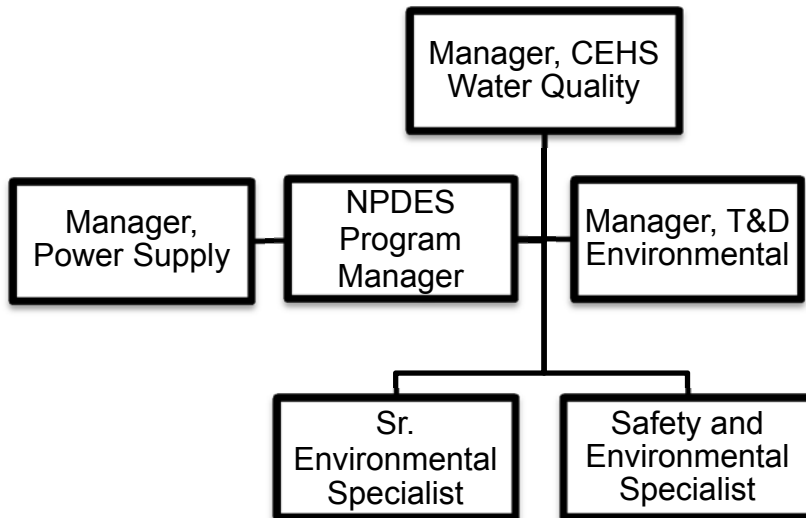 Manager, CEHS
Water Quality
Manager,
Power Supply
NPDES
Program
Manager
Manager, T&D
Environmental
Sr.
Environmental
Specialist
Safety and
Environmental
Specialist